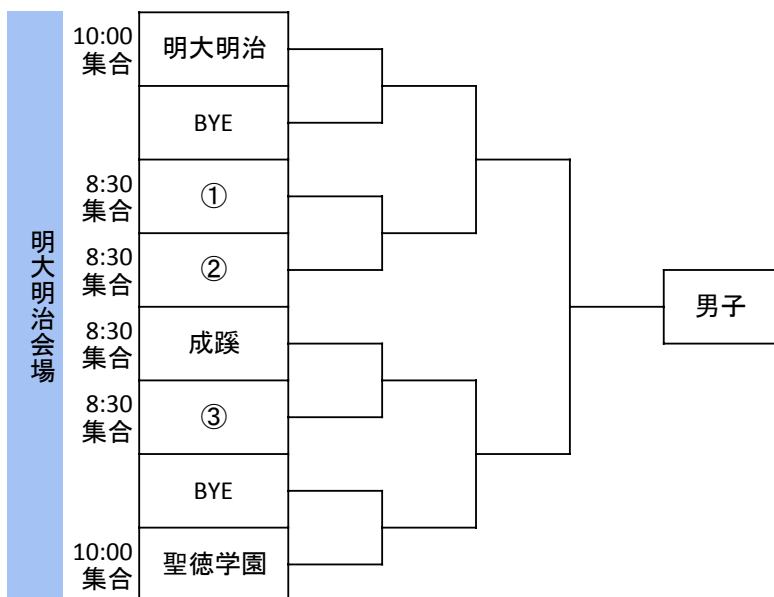 明大明治会場
10:00
集合
明大明治
BYE
8:30
集合
①
8:30
集合
②
8:30
集合
成蹊
8:30
集合
③
BYE
10:00
集合
聖徳学園
男子